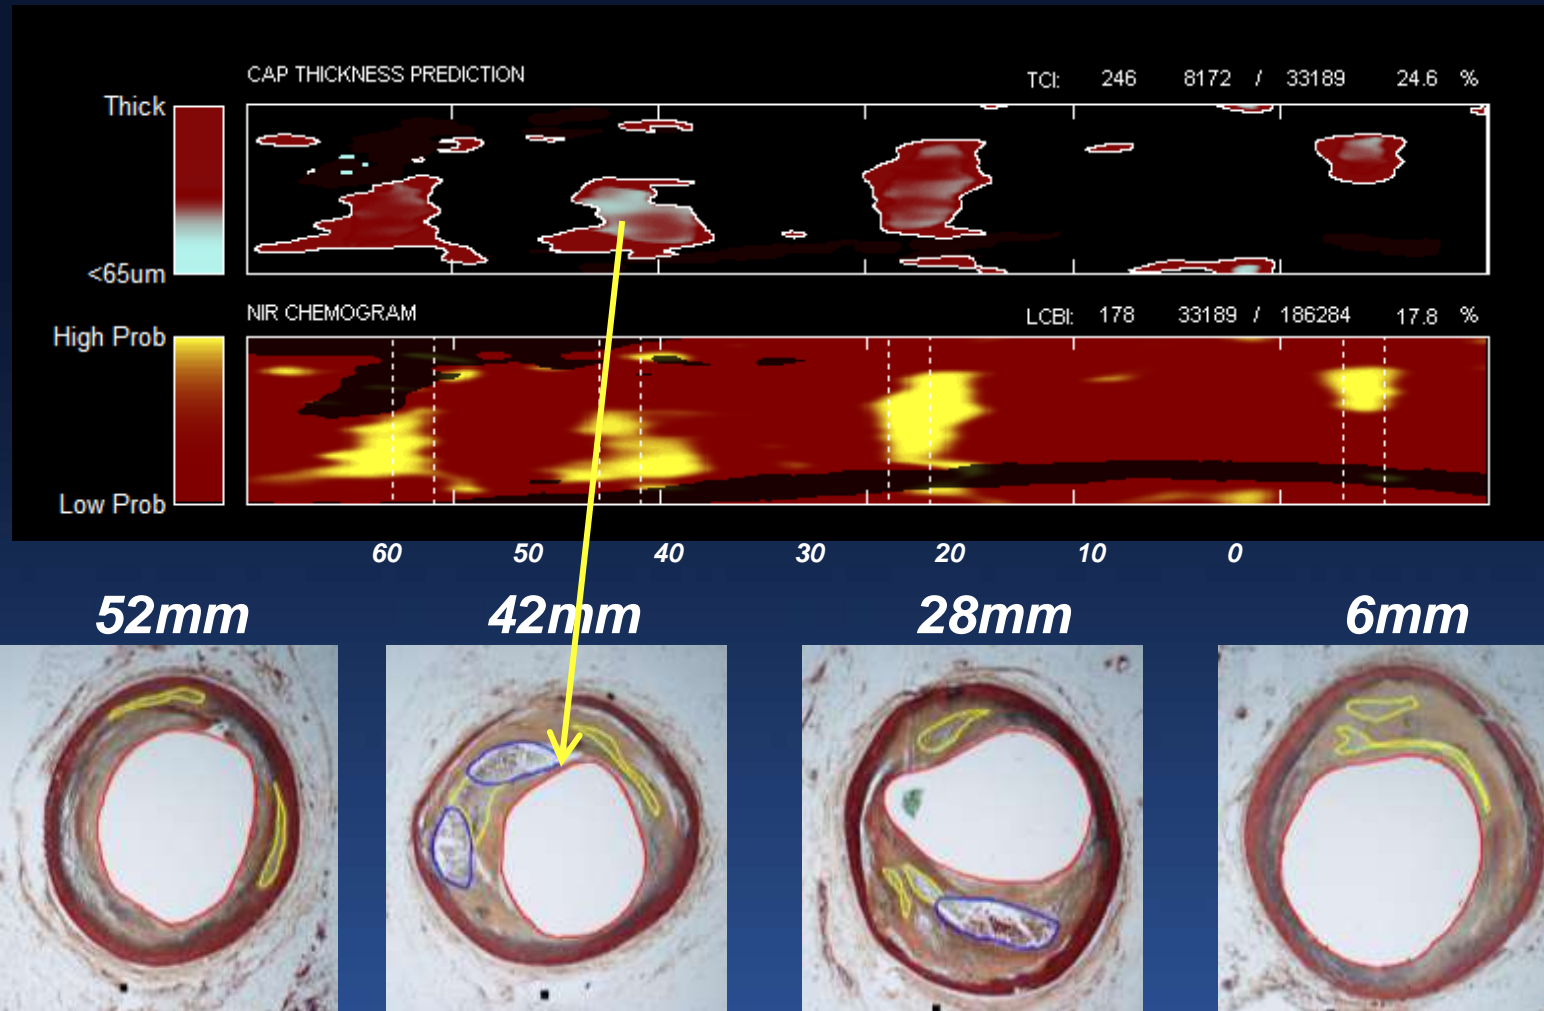 CAP THICKNESS PREDICTION
TCI: 246 8172 / 33189 24.6 %
Thick
<65um
NIR CHEMOGRAM
LCBI: 178 33189 / 186284 17.8 %
High Prob
Low Prob
60 50 40 30 20 10 0
52mm 42mm 28mm 6mm